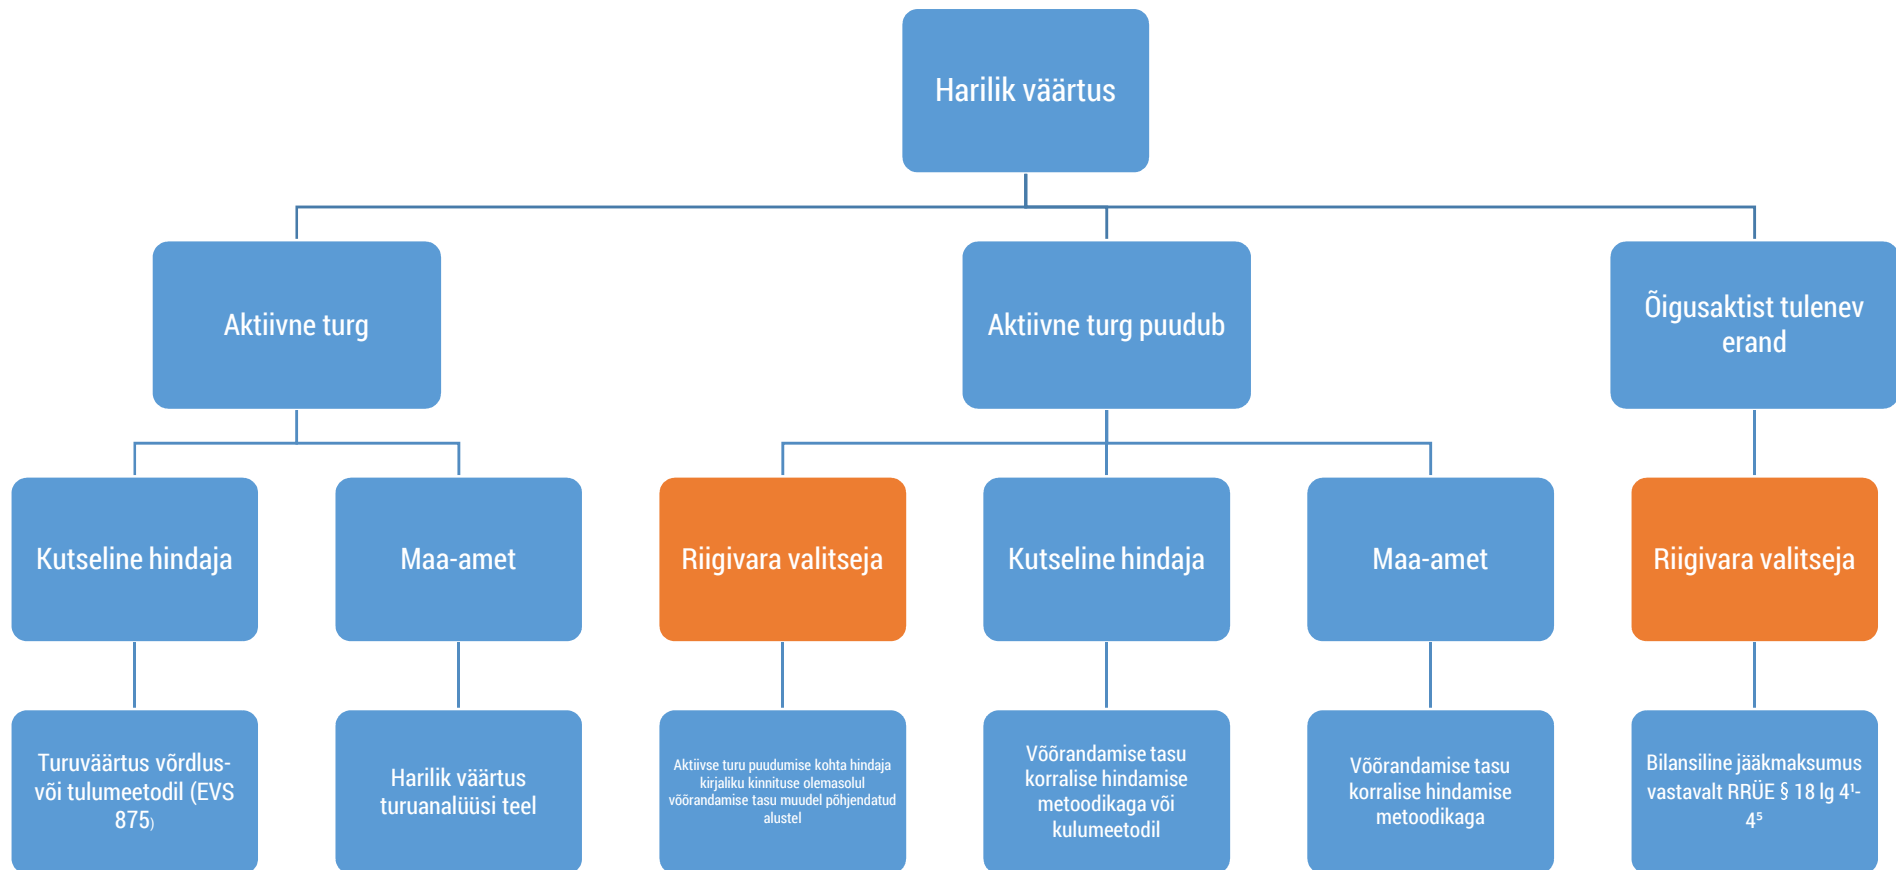 Harilik väärtus
Aktiivne turg
Aktiivne turg puudub
Õigusaktist tulenev
erand
Kutseline hindaja
Maa-amet
Riigivara valitseja
Kutseline hindaja
Maa-amet
Riigivara valitseja
Turuväärtus võrdlus-
või tulumeetodil (EVS
875)
Harilik väärtus
turuanalüüsi teel
Aktiivse turu puudumise kohta hindaja
kirjaliku kinnituse olemasolul
võõrandamise tasu muudel põhjendatud
alustel
Võõrandamise tasu
korralise hindamise
metoodikaga või
kulumeetodil
Võõrandamise tasu
korralise hindamise
metoodikaga
Bilansiline jääkmaksumus
vastavalt RRÜE § 18 lg 4¹-
4⁵